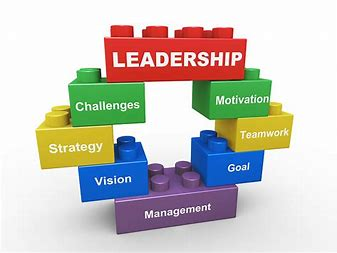 LEADERSHIP
Challenges
Motivation
Strategy
Teamwork
Vision
Goal
Management